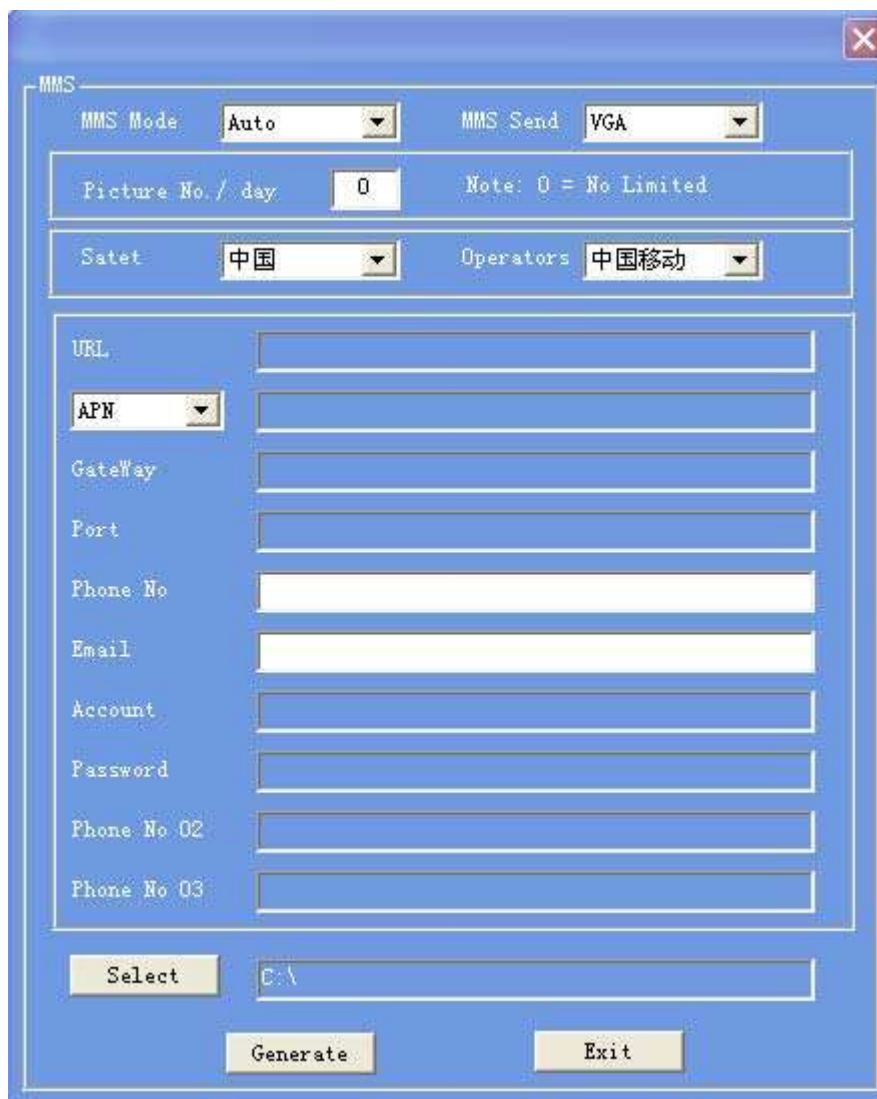 MMS
MMS Mode Auto MMS Send VGA
Picture No./ day 0 Note: 0 = No Limited
Satet 中国 Operators 中国移动
URL
APN
GateWay
Port
Phone No
Email
Account
Password
Phone No 02
Phone No 03
Select C:\
Generate Exit